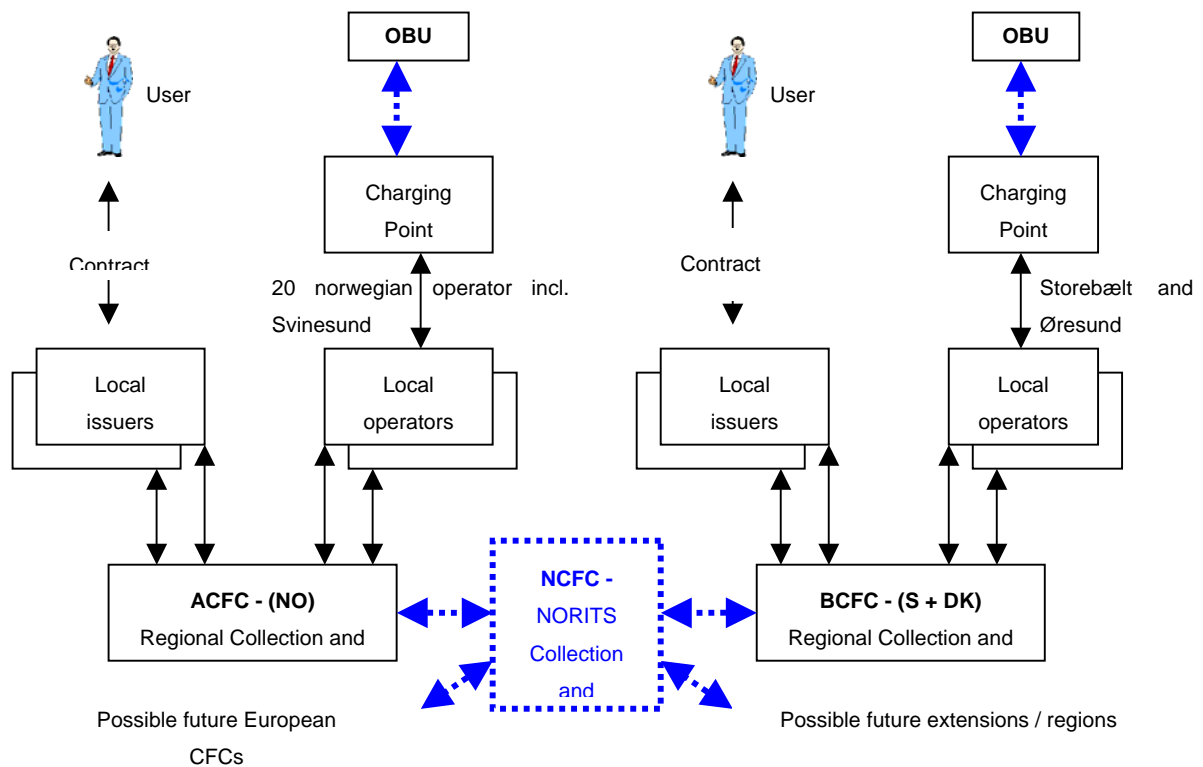 OBU
OBU
User
User
Charging
Point
Charging
Point
Contract
Contract
20 norwegian operator incl.
Svinesund
Storebælt and
Øresund
Local
issuers
Local
operators
Local
issuers
Local
operators
ACFC - (NO)
Regional Collection and
NCFC -
NORITS
Collection
and
BCFC - (S + DK)
Regional Collection and
Possible future European
CFCs
Possible future extensions / regions